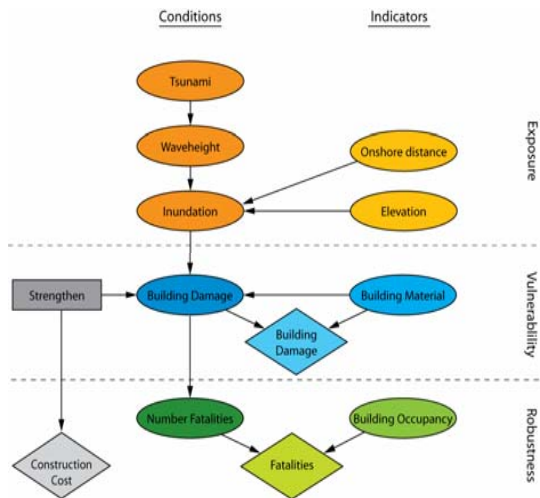 Conditions
Indicators
Tsunami
Waveheight
Onshore distance
Inundation
Elevation
Exposure
Strengthen
Building Damage
Building Material
Building
Damage
Vulnerablility
Number Fatalities
Building Occupancy
Construction
Cost
Fatalities
Robustness